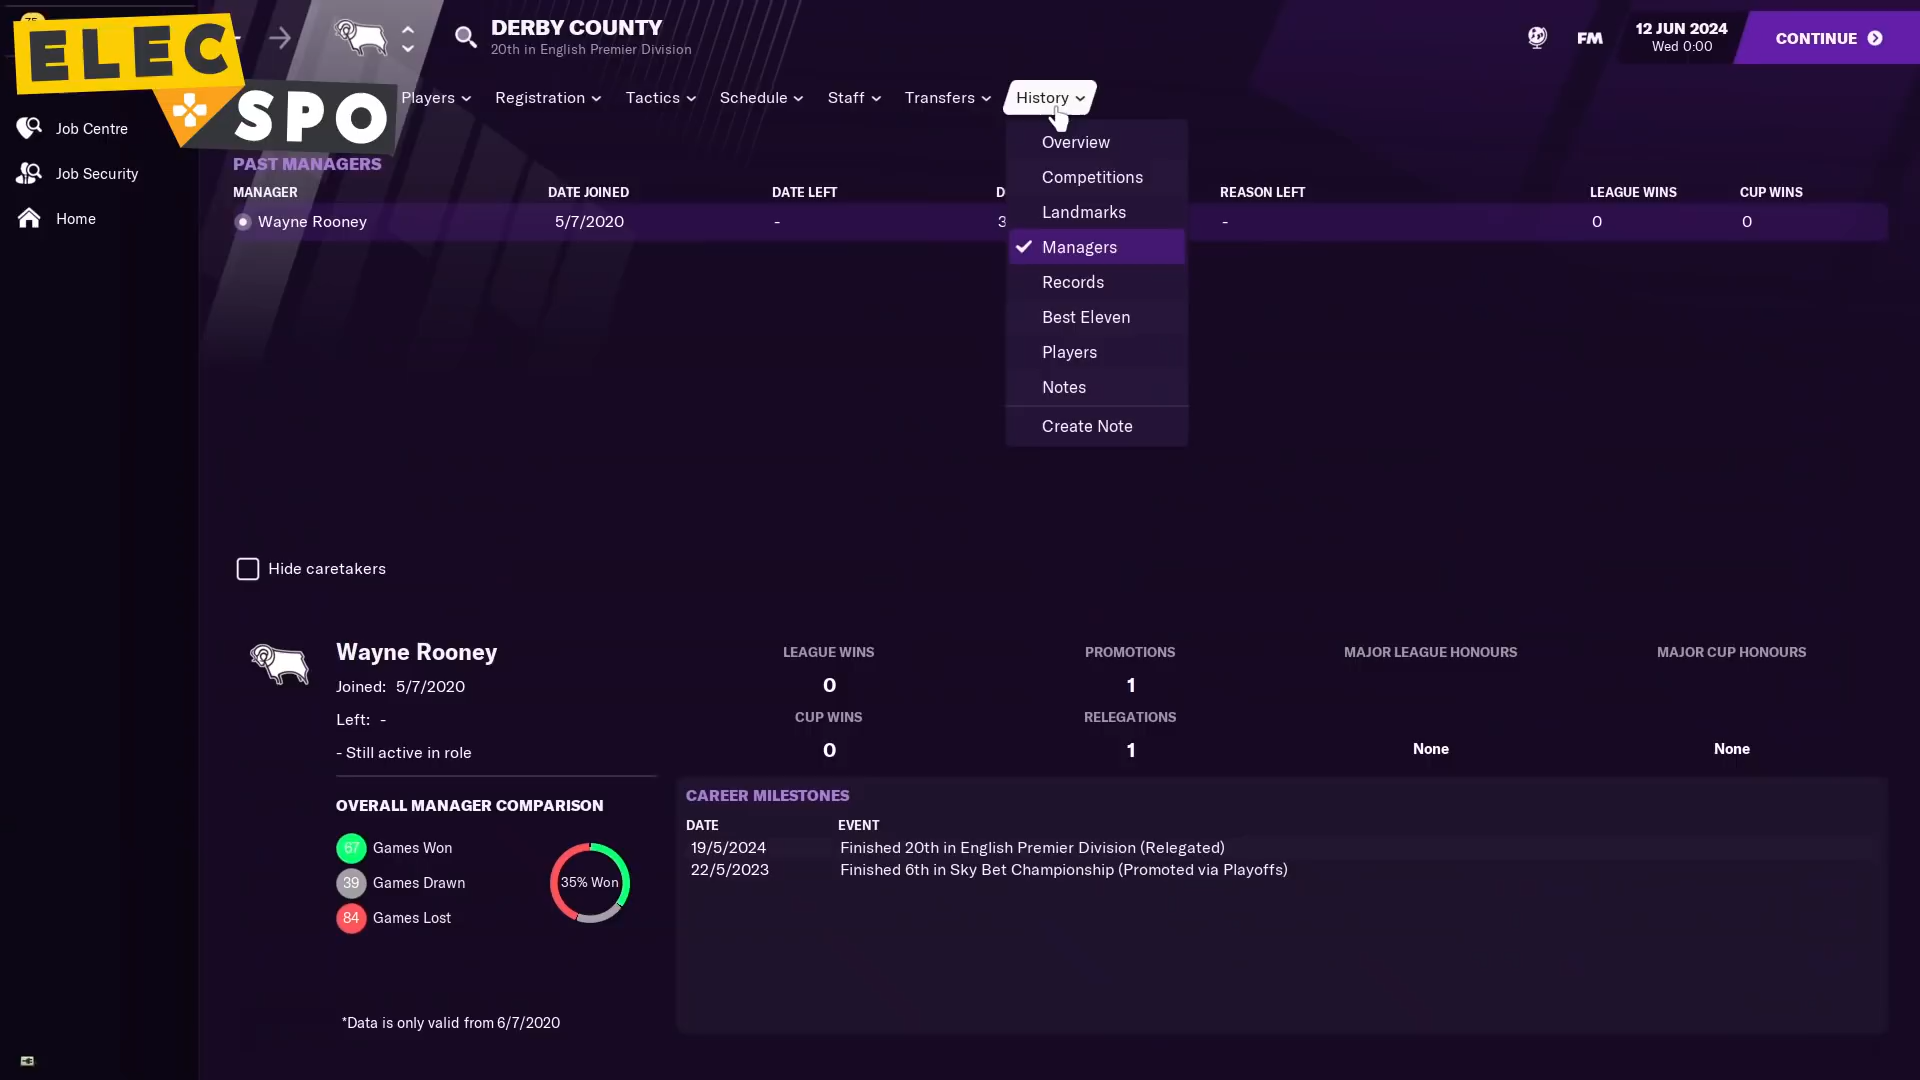 75
ELEC
SPO
DERBY COUNTY
20th in English Premier Division
FM
12 JUN 2024
Wed 0:00
CONTINUE
Players
Registration
Tactics
Schedule
Staff
Transfers
History
Job Centre
Job Security
Home
Overview
Competitions
Landmarks
Managers
Records
Best Eleven
Players
Notes
Create Note
PAST MANAGERS
MANAGER DATE JOINED DATE LEFT D REASON LEFT LEAGUE WINS CUP WINS
Wayne Rooney 5/7/2020 - 3 - 0 0
Hide caretakers
Wayne Rooney
Joined: 5/7/2020
Left: -
- Still active in role
LEAGUE WINS
0
CUP WINS
0
PROMOTIONS
1
RELEGATIONS
1
MAJOR LEAGUE HONOURS
None
MAJOR CUP HONOURS
None
OVERALL MANAGER COMPARISON
67 Games Won
39 Games Drawn
84 Games Lost
35% Won
*Data is only valid from 6/7/2020
CAREER MILESTONES
DATE EVENT
19/5/2024 Finished 20th in English Premier Division (Relegated)
22/5/2023 Finished 6th in Sky Bet Championship (Promoted via Playoffs)